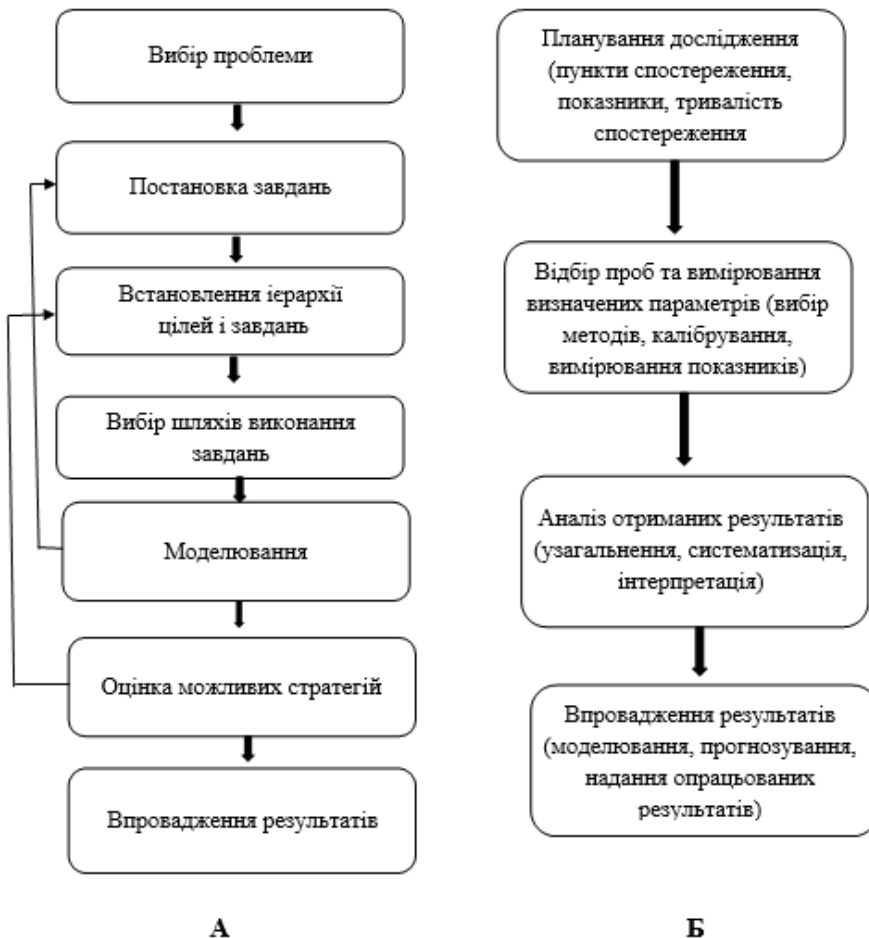 Вибір проблеми
Постановка завдань
Встановлення ієрархії
цілей і завдань
Вибір шляхів виконання
завдань
Моделювання
Оцінка можливих стратегій
Впровадження результатів
А
Планування дослідження
(пункти спостереження,
показники, тривалість
спостереження
Відбір проб та вимірювання
визначених параметрів (вибір
методів, калібрування,
вимірювання показників)
Аналіз отриманих результатів
(узагальнення, систематизація,
інтерпретація)
Впровадження результатів
(моделювання, прогнозування,
надання опрацьованих
результатів)
Б